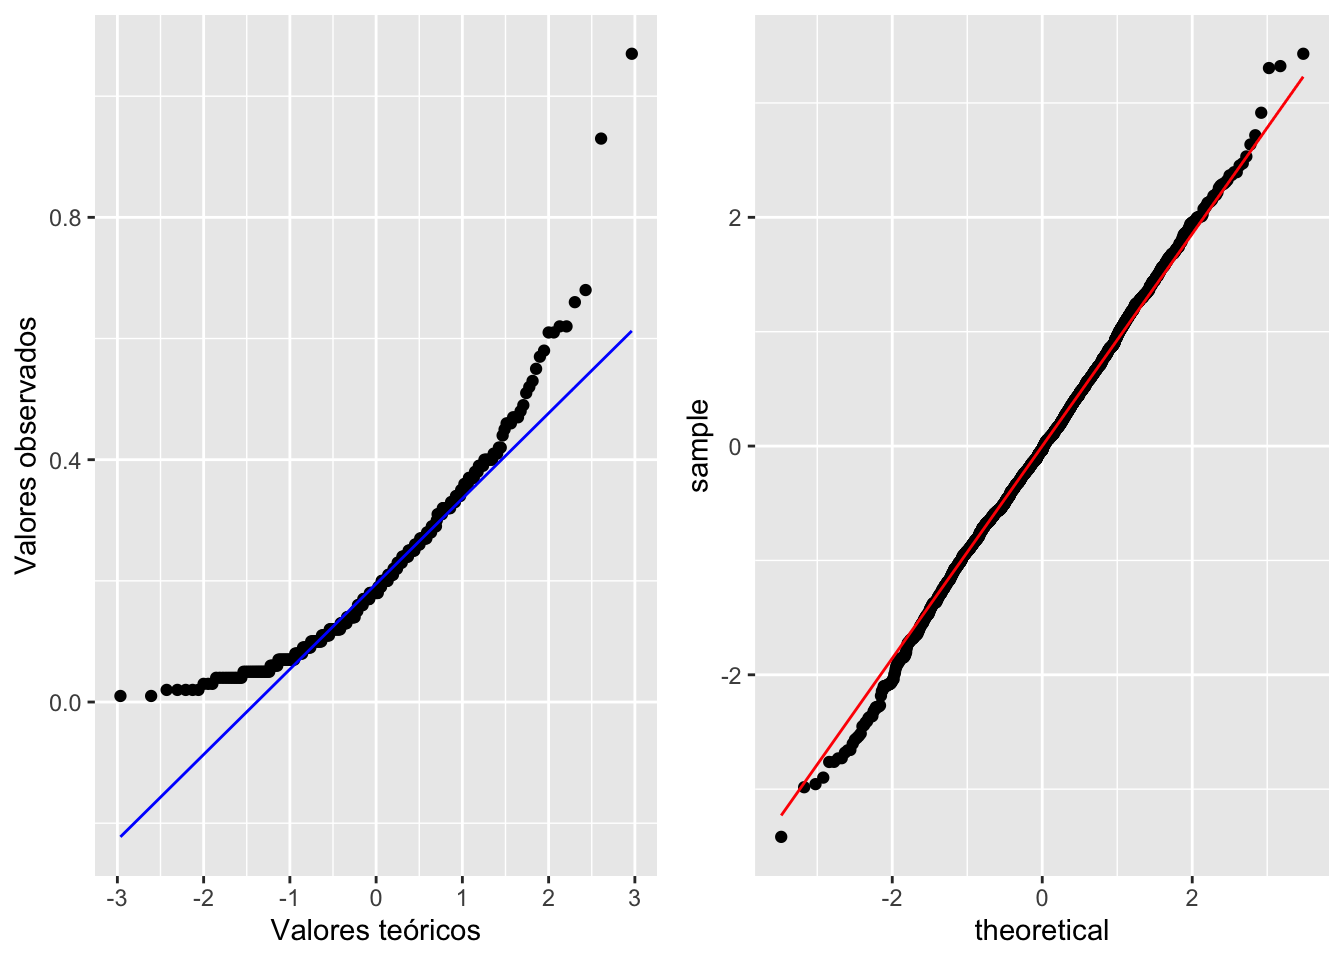 Valores observados
0.8
0.4
0.0
-3 -2 -1 0 1 2 3
Valores teóricos
sample
2
0
-2
-2 0 2
theoretical